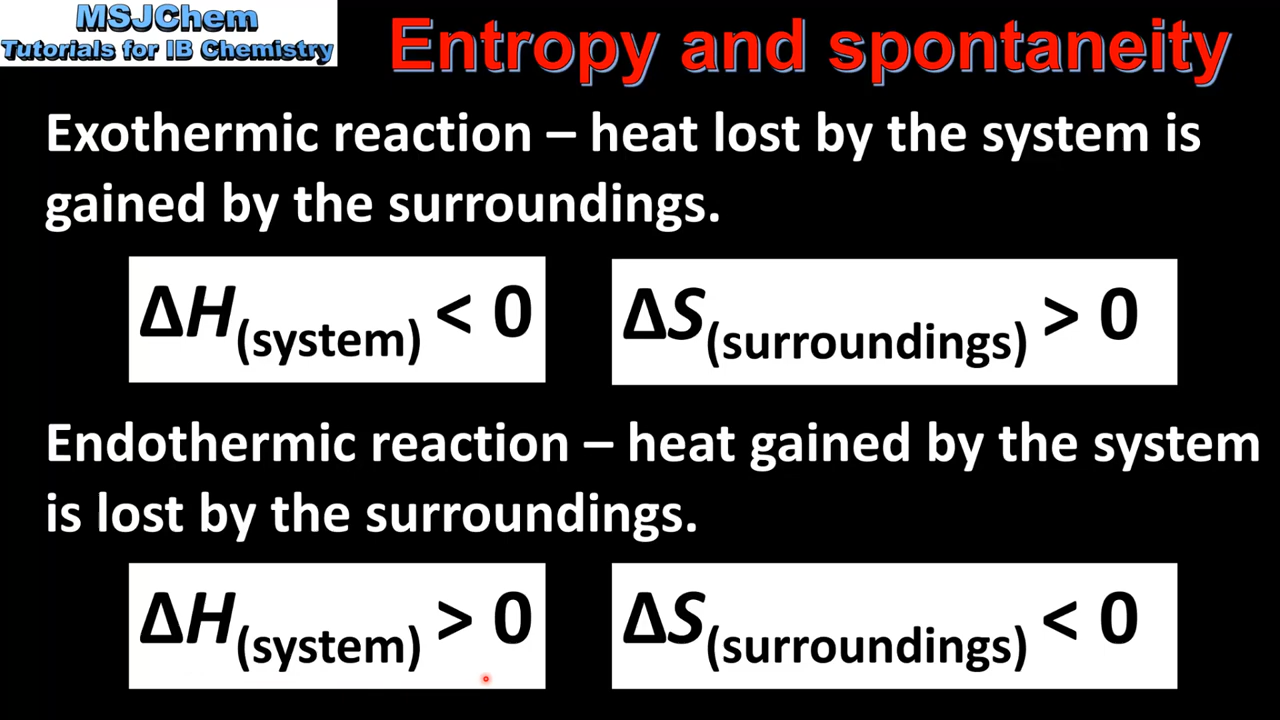 MSJChem
Tutorials for IB Chemistry
Entropy and spontaneity
Exothermic reaction – heat lost by the system is
gained by the surroundings.
ΔH(system) < 0
ΔS(surroundings) > 0
Endothermic reaction – heat gained by the system
is lost by the surroundings.
ΔH(system) > 0
ΔS(surroundings) < 0